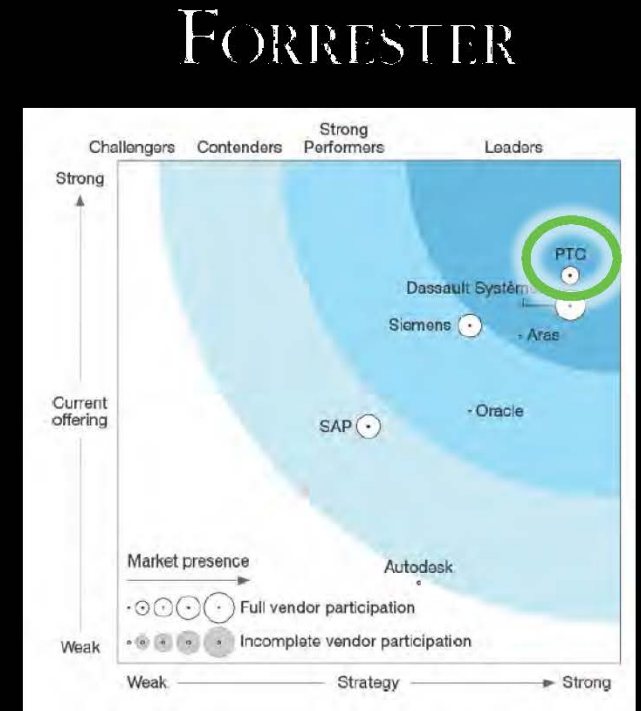 FORRESTER
Strong
Challengers Contenders Performers Leaders
Strong
PTC
Dassault Systèm
Siemens
Aras
Current
offering
Oracle
SAP
Market presence
Autodesk
Full vendor participation
Incomplete vendor participation
Weak
Weak Strategy Strong